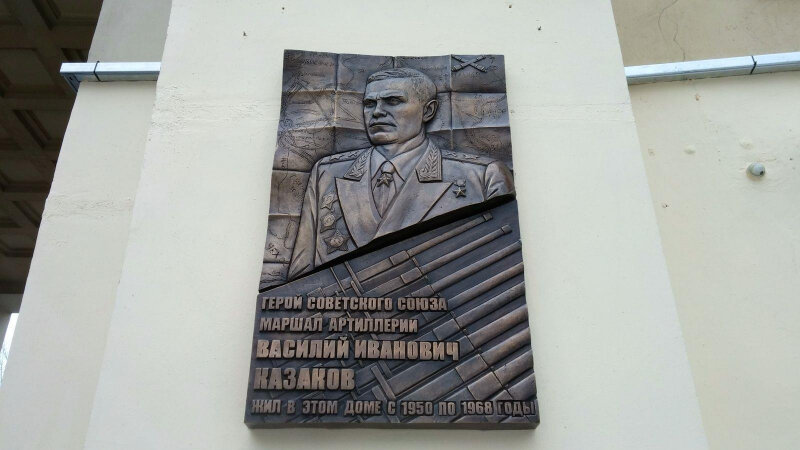 ГЕРОЙ СОВЕТСКОГО СОЮЗА
МАРШАЛ АРТИЛЛЕРИИ
ВАСИЛИЙ ИВАНОВИЧ
КАЗАКОВ
ЖИЛ В ЭТОМ ДОМЕ С 1950 ПО 1968 ГОДЫ